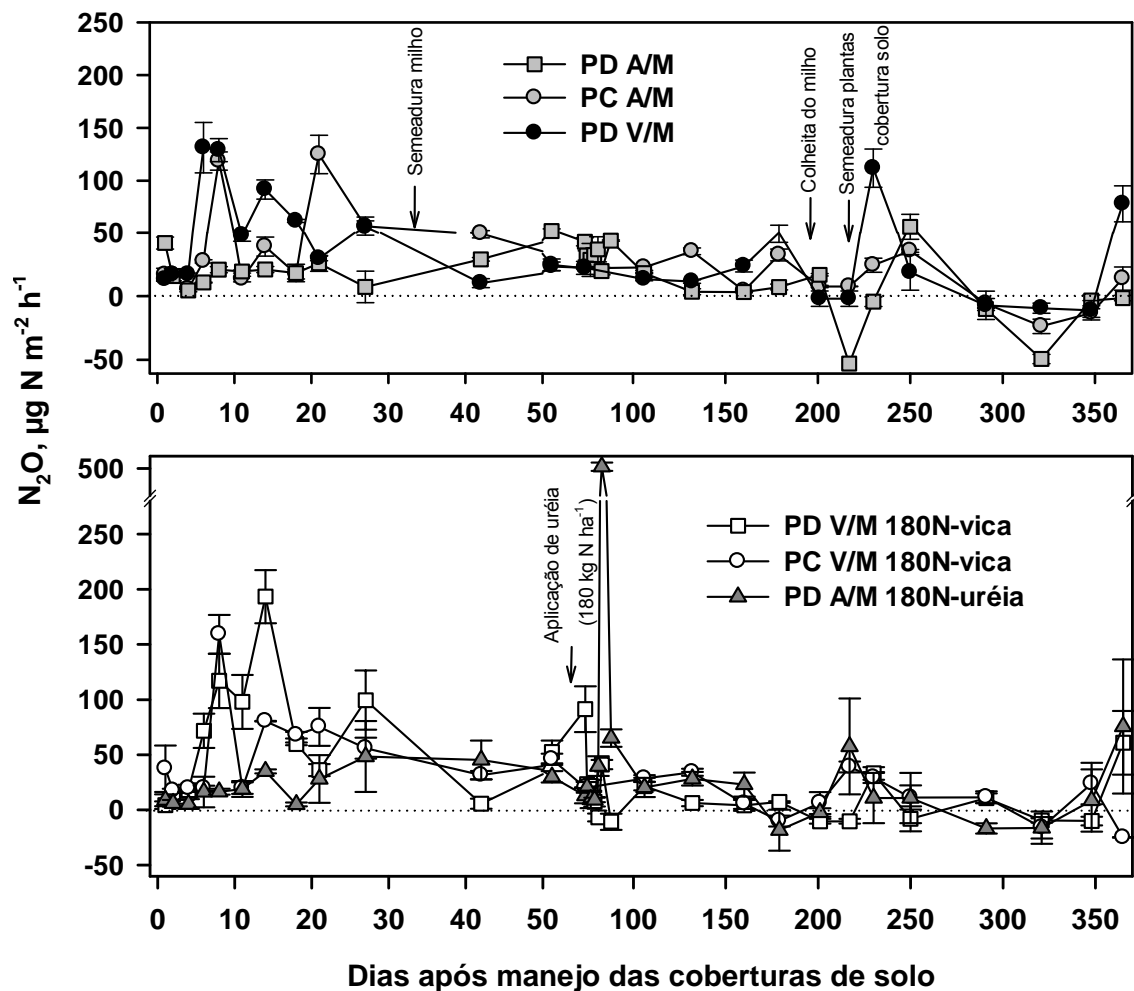 N₂O, µg N m⁻² h⁻¹
250
200
150
100
50
0
-50
PD A/M
PC A/M
PD V/M
Semeadura milho
Colheita do milho
Semeadura plantas
cobertura solo
0 10 20 30 40 50 100 150 200 250 300 350
500
250
200
150
100
50
0
-50
Aplicação de uréia
(180 kg N ha⁻¹)
PD V/M 180N-vica
PC V/M 180N-vica
PD A/M 180N-uréia
0 10 20 30 40 50 100 150 200 250 300 350
Dias após manejo das coberturas de solo